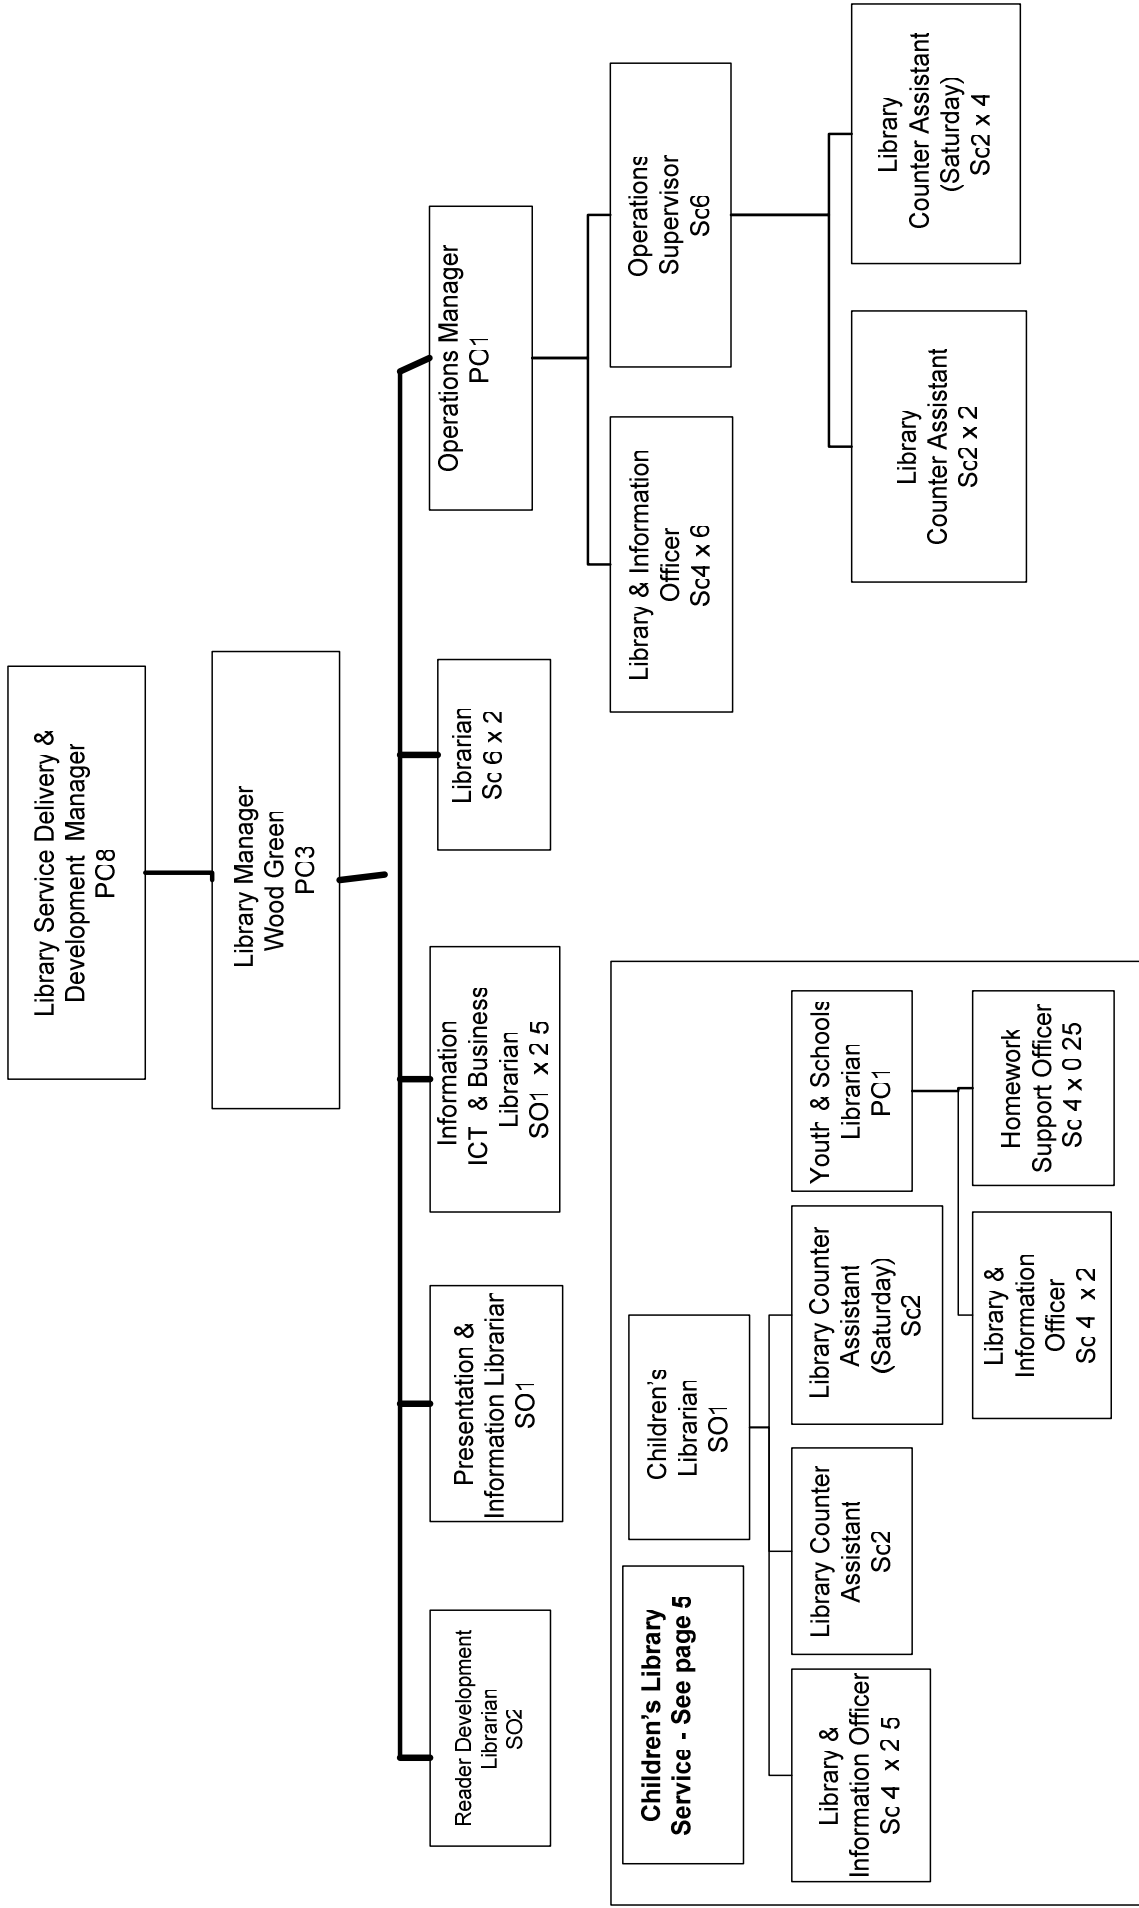 Library Service Delivery &
Development Manager
PC8
Library Manager
Wood Green
PC3
Reader Development
Librarian
SO2
Presentation &
Information Librariar
SO1
Information
ICT & Business
Librarian
SO1 x 2 5
Librarian
Sc 6 x 2
Operations Manager
PC1
Library & Information
Officer
Sc4 x 6
Operations
Supervisor
Sc6
Library
Counter Assistant
Sc2 x 2
Library
Counter Assistant
(Saturday)
Sc2 x 4
Children's Library
Service - See page 5
Children's
Librarian
SO1
Library &
Information Officer
Sc 4 x 2 5
Library Counter
Assistant
Sc2
Library Counter
Assistant
(Saturday)
Sc2
Youth & Schools
Librarian
PC1
Library &
Information
Officer
Sc 4 x 2
Homework
Support Officer
Sc 4 x 0 25